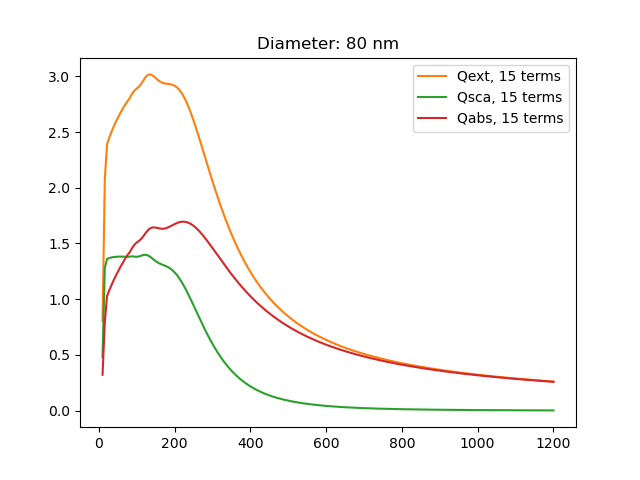 Diameter: 80 nm
Qext, 15 terms
Qsca, 15 terms
Qabs, 15 terms
3.0
2.5
2.0
1.5
1.0
0.5
0.0
0 200 400 600 800 1000 1200